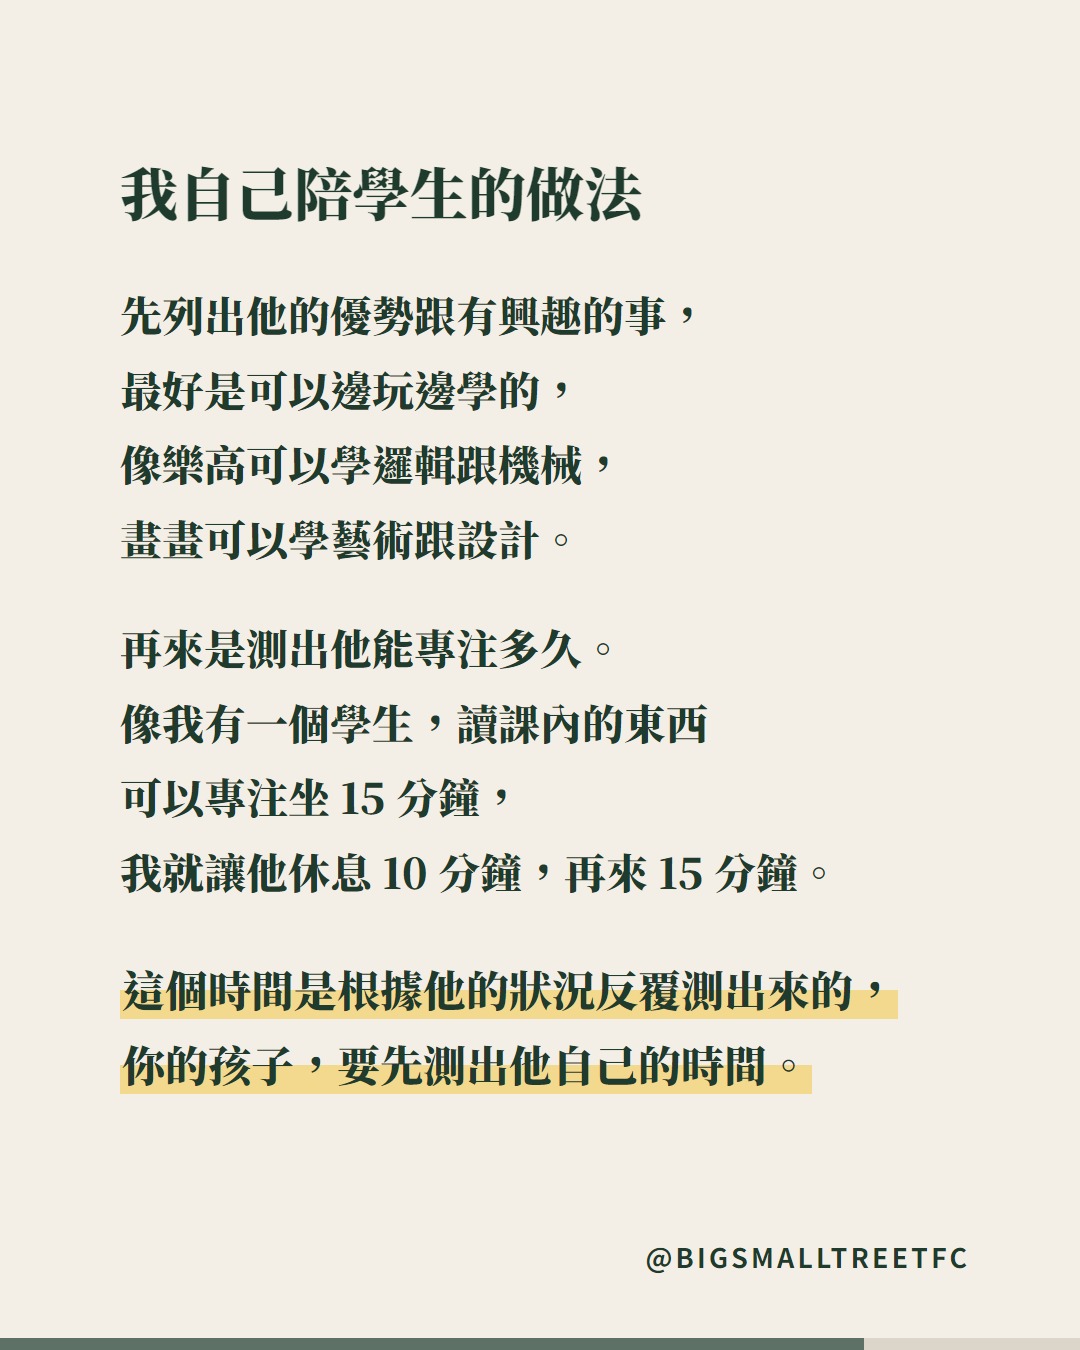 我自己陪學生的做法
先列出他的優勢跟有興趣的事，
最好是可以邊玩邊學的，
像樂高可以學邏輯跟機械，
畫畫可以學藝術跟設計。
再來是測出他能專注多久。
像我有一個學生，讀課內的東西
可以專注坐 15 分鐘，
我就讓他休息 10 分鐘，再來 15 分鐘。
這個時間是根據他的狀況反覆測出來的，
你的孩子，要先測出他自己的時間。
@BIGSMALLTREETFC